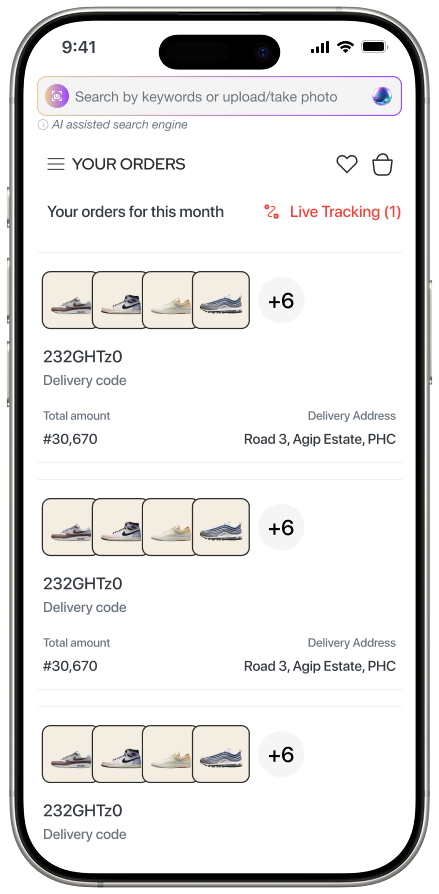 9:41
Search by keywords or upload/take photo
AI assisted search engine
YOUR ORDERS
Your orders for this month
Live Tracking (1)
+6
232GHTz0
Delivery code
Total amount
Delivery Address
#30,670
Road 3, Agip Estate, PHC
+6
232GHTz0
Delivery code
Total amount
Delivery Address
#30,670
Road 3, Agip Estate, PHC
+6
232GHTz0
Delivery code